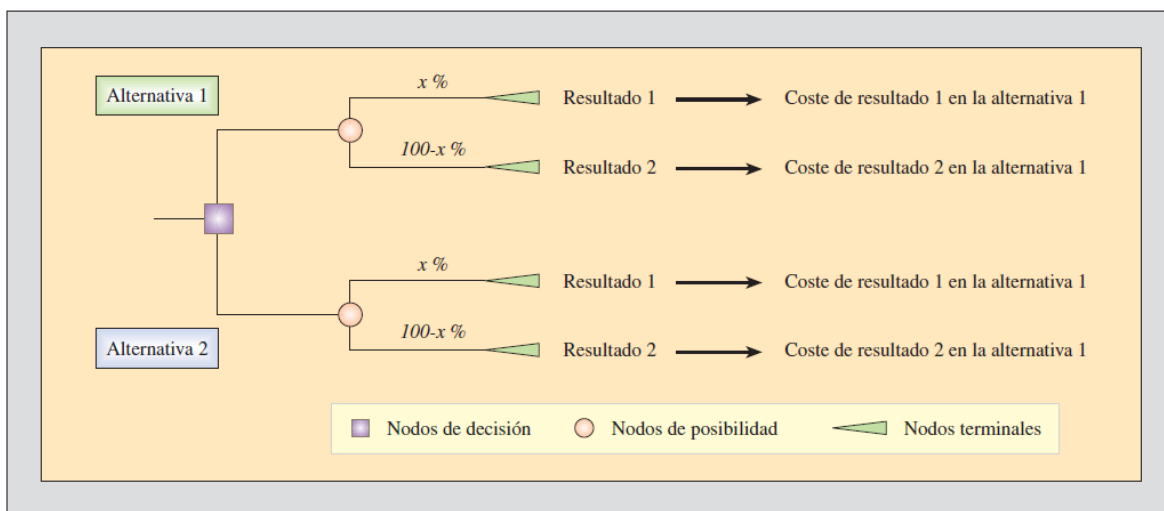 Alternativa 1
x %
Resultado 1
Coste de resultado 1 en la alternativa 1
100-x %
Resultado 2
Coste de resultado 2 en la alternativa 1
x %
Resultado 1
Coste de resultado 1 en la alternativa 1
Alternativa 2
100-x %
Resultado 2
Coste de resultado 2 en la alternativa 1
Nodos de decisión
Nodos de posibilidad
Nodos terminales